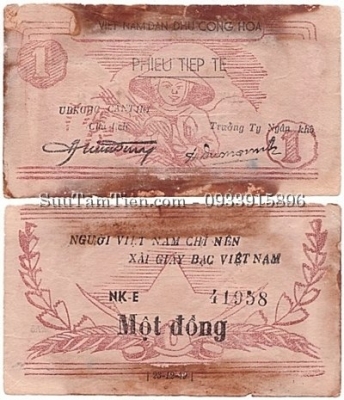 VIỆT NAM DÂN CHỦ CỘNG HÒA
PHIẾU TIẾP TẾ
1
UBKCHC CẦN THƠ
Chủ tịch
Trưởng Ty Ngân khố
1
SuuTamTien.com - 0933915896
NGƯỜI VIỆT NAM CHỈ NÊN
XÀI GIẤY BẠC VIỆT NAM
NK-E 41058
Một đồng